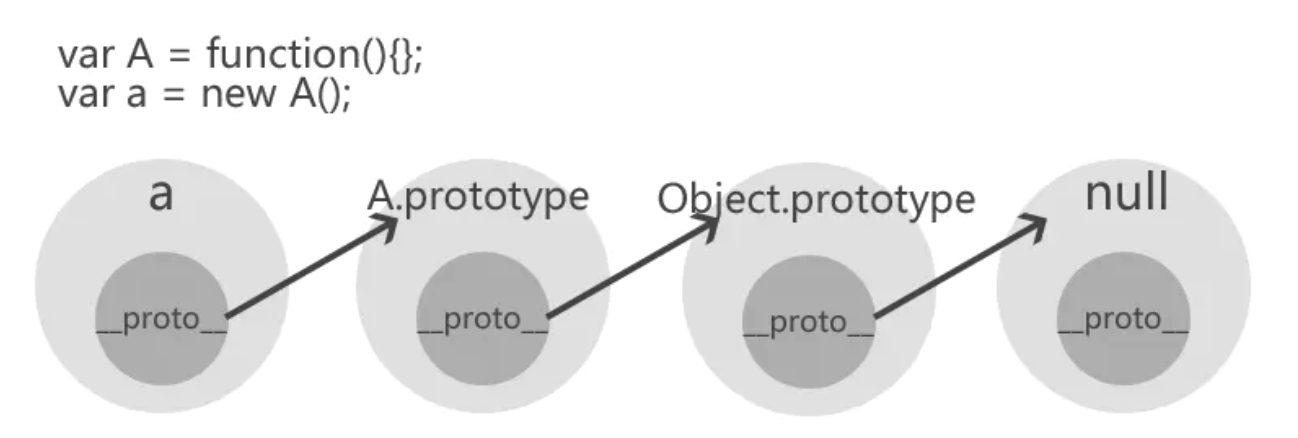 var A = function(){};
var a = new A();
a A.prototype Object.prototype null
__proto__ __proto__ __proto__ __proto__